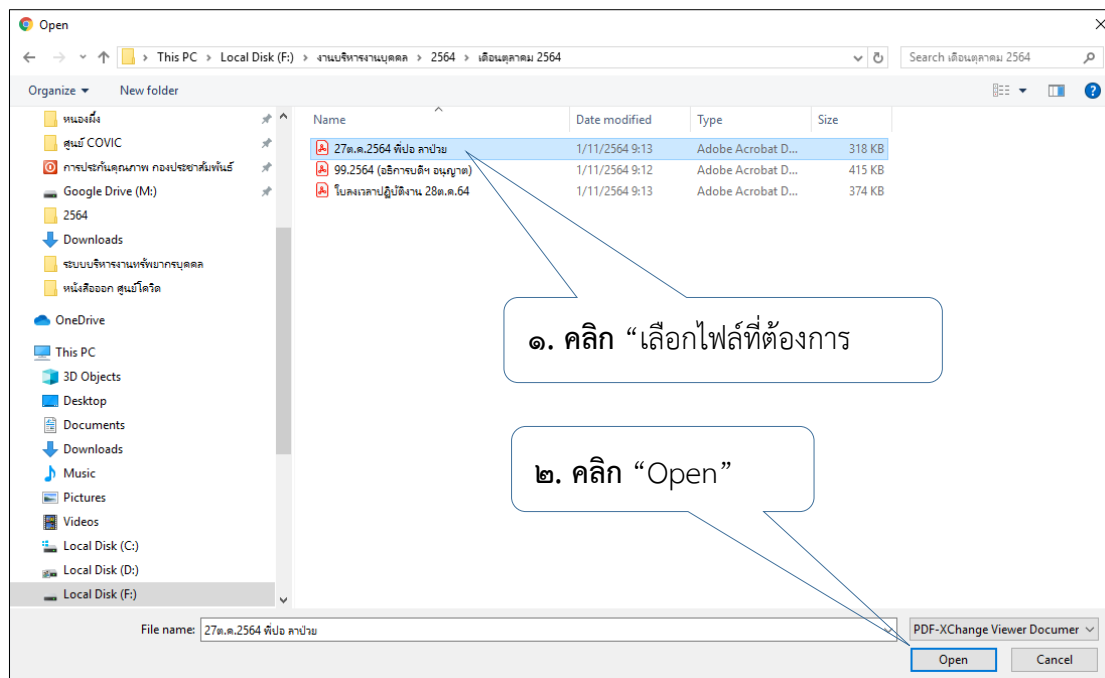 Open
This PC > Local Disk (F:) > งานบริหารงานบุคคล > 2564 > เดือนตุลาคม 2564
Search เดือนตุลาคม 2564
Organize
New folder
หนองผึ้ง
ศูนย์ COVIC
การประกันคุณภาพ กองประชาสัมพันธ์
Google Drive (M:)
2564
Downloads
ระบบบริหารงานทรัพยากรบุคคล
หนังสือออก ศูนย์โควิด
OneDrive
This PC
3D Objects
Desktop
Documents
Downloads
Music
Pictures
Videos
Local Disk (C:)
Local Disk (D:)
Local Disk (F:)
Name Date modified Type Size
27ต.ค.2564 พี่ปอ ลาป่วย 1/11/2564 9:13 Adobe Acrobat D... 318 KB
99.2564 (อธิการบดีฯ อนุญาต) 1/11/2564 9:12 Adobe Acrobat D... 415 KB
ใบลงเวลาปฏิบัติงาน 28ต.ค.64 1/11/2564 9:13 Adobe Acrobat D... 374 KB
๑. คลิก “เลือกไฟล์ที่ต้องการ
๒. คลิก “Open”
File name: 27ต.ค.2564 พี่ปอ ลาป่วย
PDF-XChange Viewer Documer
Open Cancel